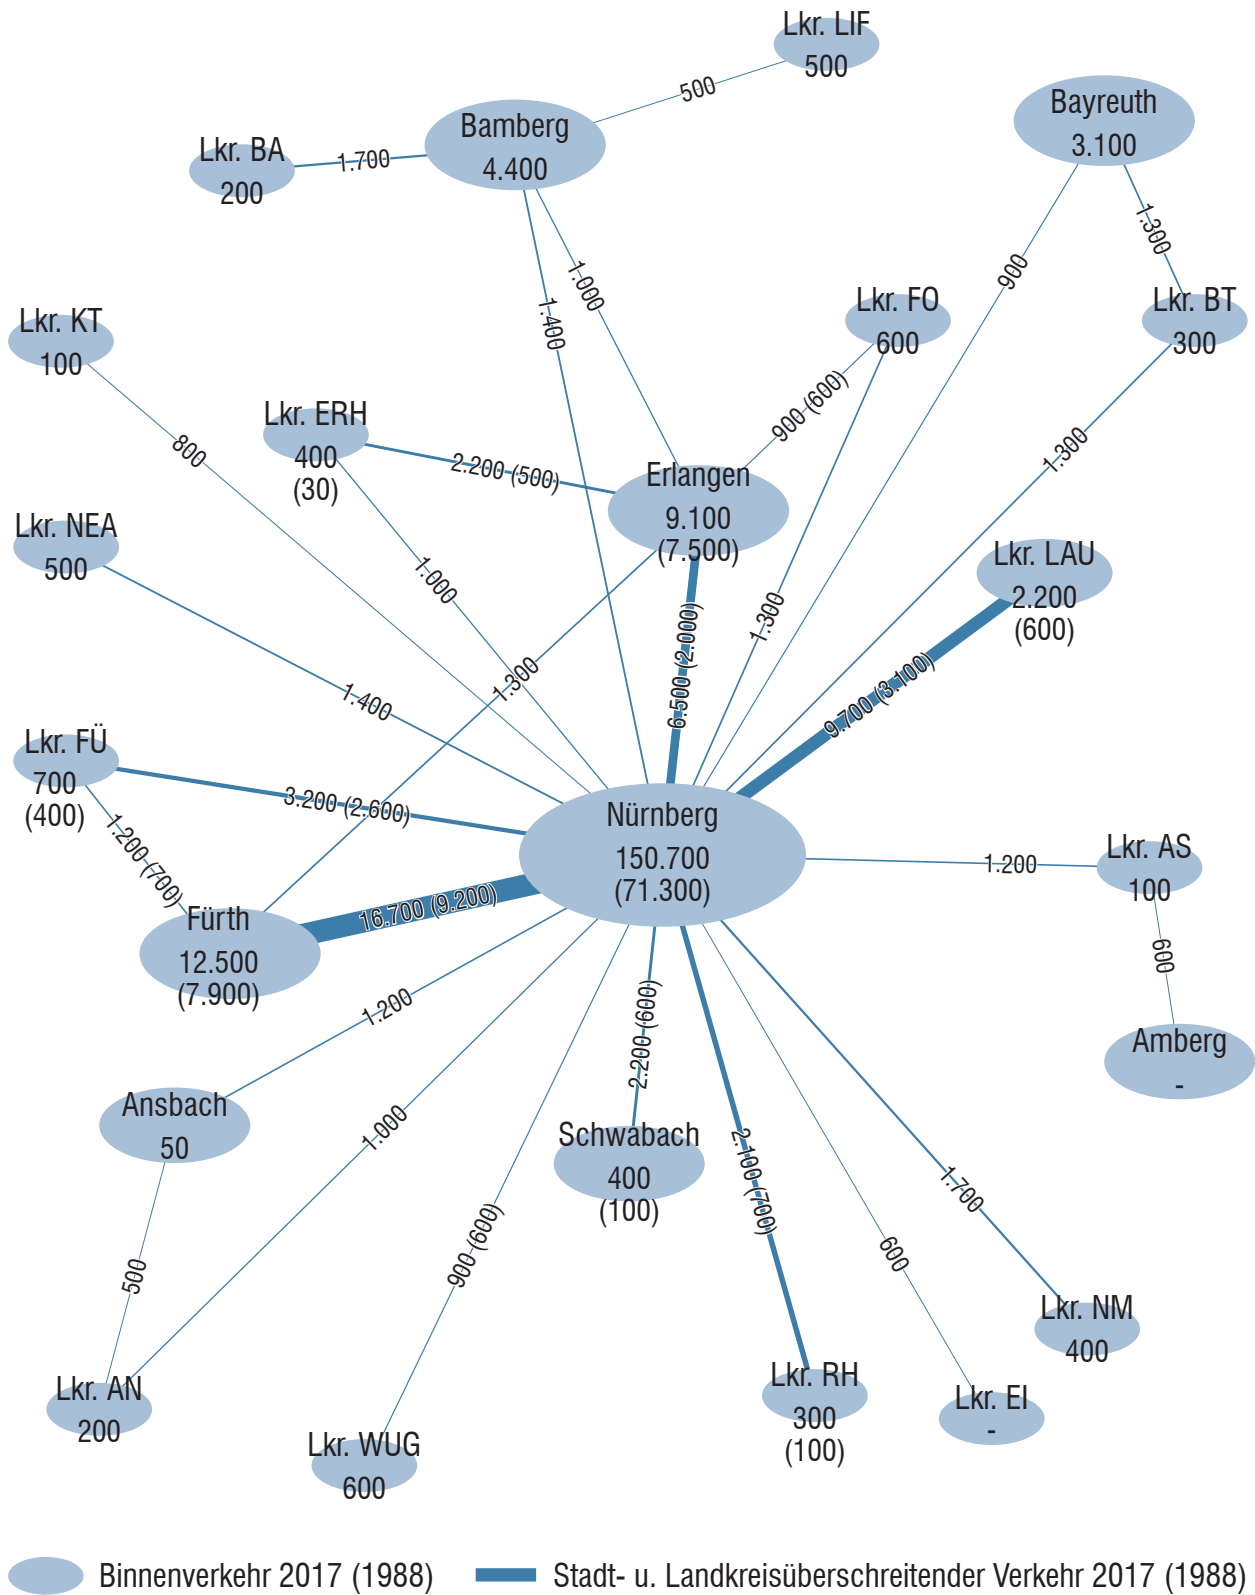 Lkr. LIF
500
500
Bayreuth
3.100
Bamberg
4.400
Lkr. BA
200
1.700
1.300
900
1.000
1.400
Lkr. FO
600
Lkr. BT
300
Lkr. KT
100
800
Lkr. ERH
400
(30)
900 (600)
1.300
2.200 (500)
Erlangen
9.100
(7.500)
Lkr. NEA
500
1.000
Lkr. LAU
2.200
(600)
1.300
6.500 (2.000)
1.300
9.700 (3.100)
1.400
Lkr. FÜ
700
(400)
3.200 (2.600)
1.200 (700)
Nürnberg
150.700
(71.300)
1.200
Lkr. AS
100
16.700 (9.200)
Fürth
12.500
(7.900)
600
1.200
2.200 (600)
Amberg
-
Ansbach
50
1.000
Schwabach
400
(100)
2.100 (700)
1.700
900 (600)
600
500
Lkr. NM
400
Lkr. AN
200
Lkr. RH
300
(100)
Lkr. EI
-
Lkr. WUG
600
Binnenverkehr 2017 (1988)
Stadt- u. Landkreisüberschreitender Verkehr 2017 (1988)